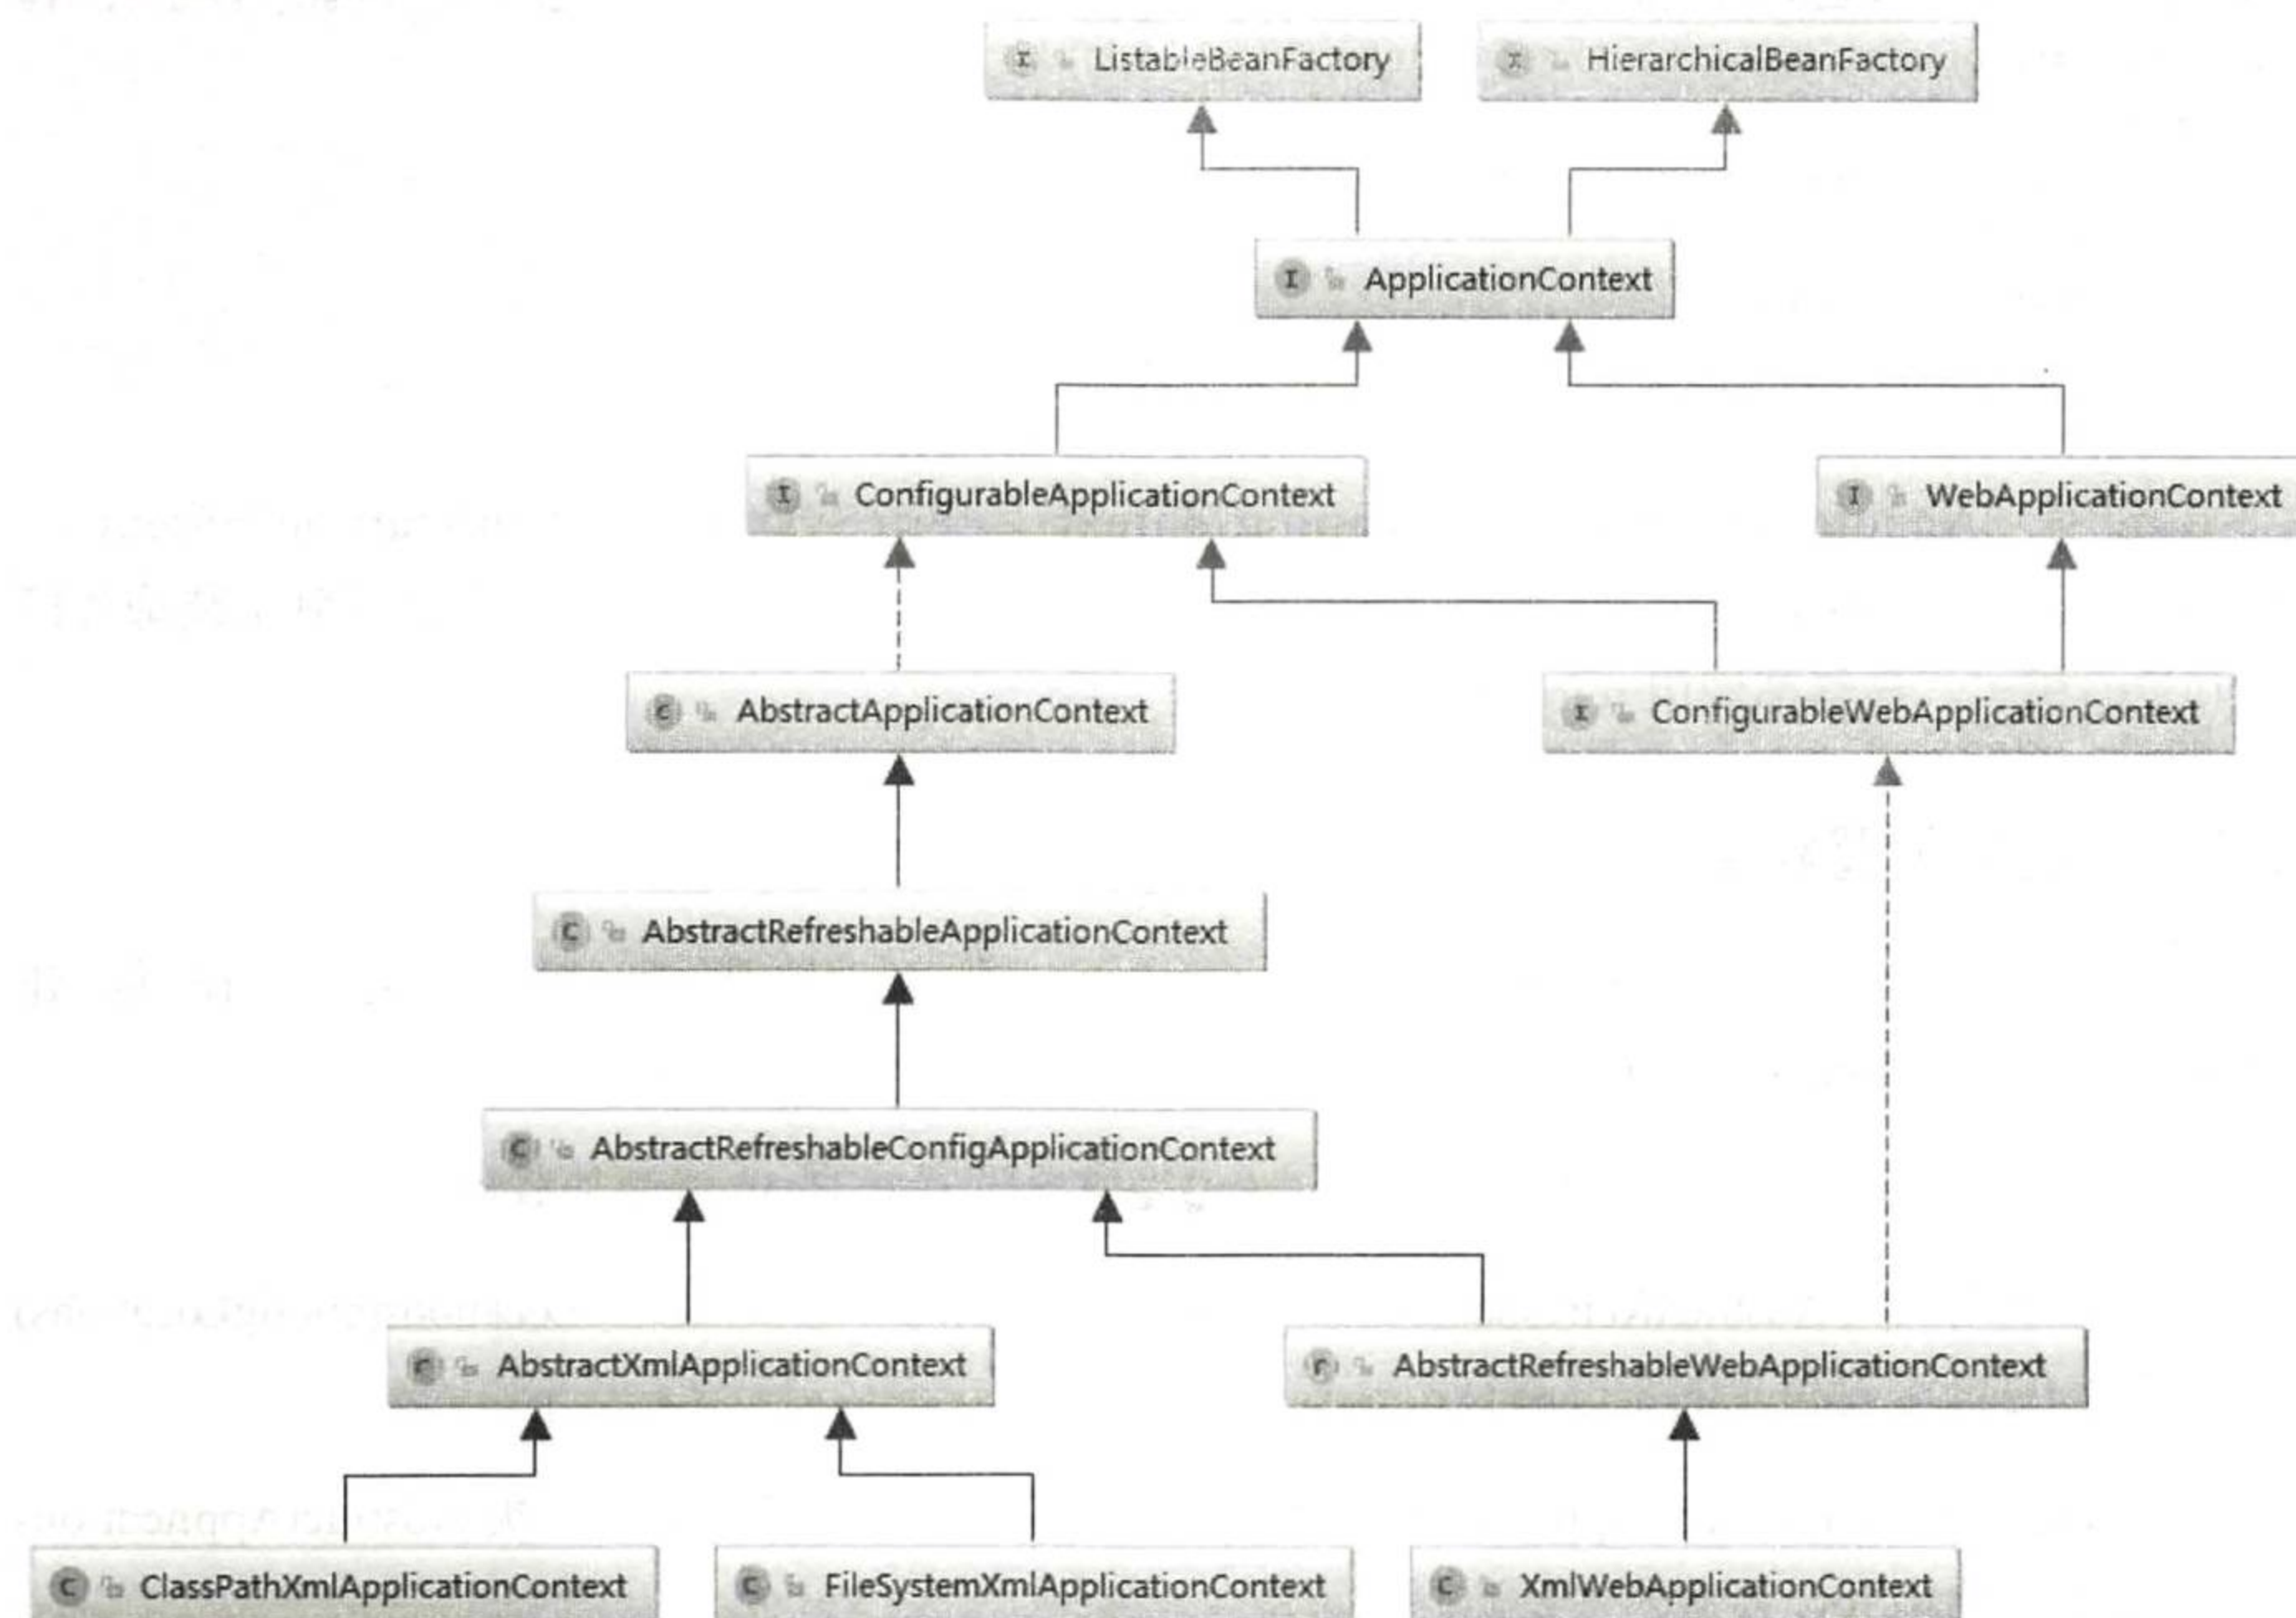 ListableBeanFactory
HierarchicalBeanFactory
ApplicationContext
ConfigurableApplicationContext
WebApplicationContext
AbstractApplicationContext
ConfigurableWebApplicationContext
AbstractRefreshableApplicationContext
AbstractRefreshableConfigApplicationContext
AbstractXmlApplicationContext
AbstractRefreshableWebApplicationContext
ClassPathXmlApplicationContext
FileSystemXmlApplicationContext
XmlWebApplicationContext